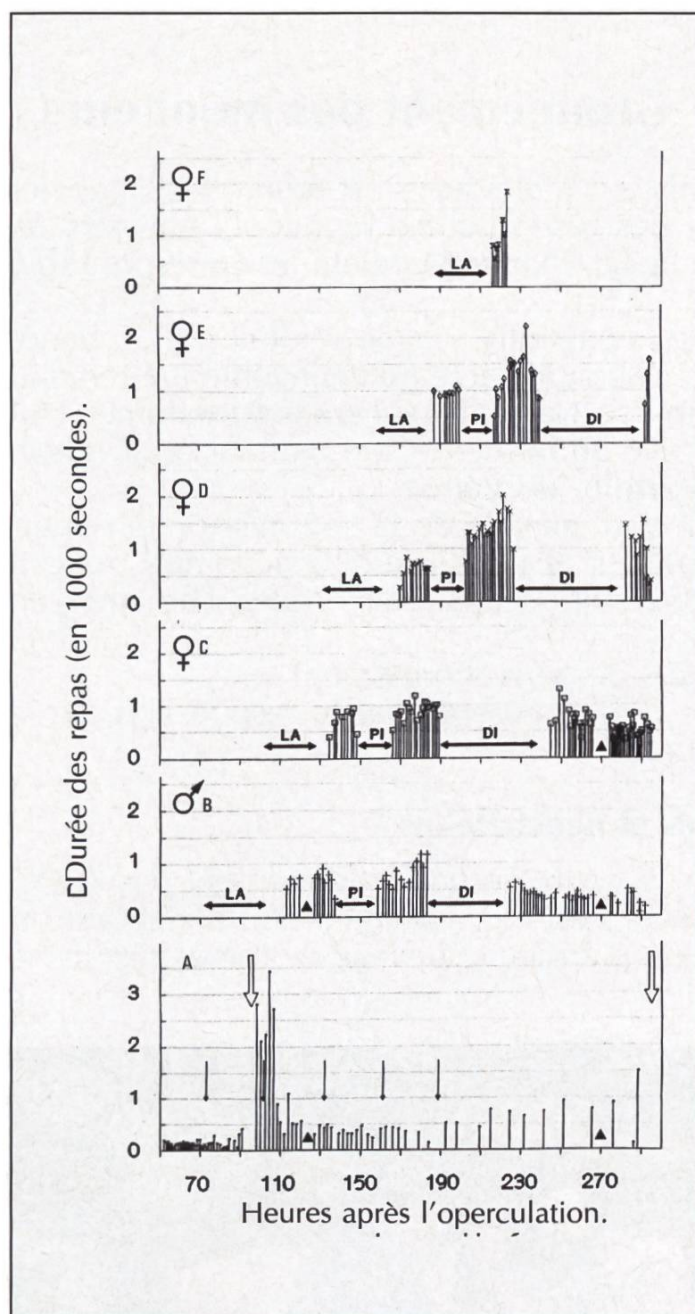 Durée des repas (en 1000 secondes).
♀ F
2
1
0
LA
♀ E
2
1
0
LA PI DI
♀ D
2
1
0
LA PI DI
♀ C
2
1
0
LA PI DI
♂ B
2
1
0
LA PI DI
A
3
2
1
0
70 110 150 190 230 270
Heures après l'operculation.